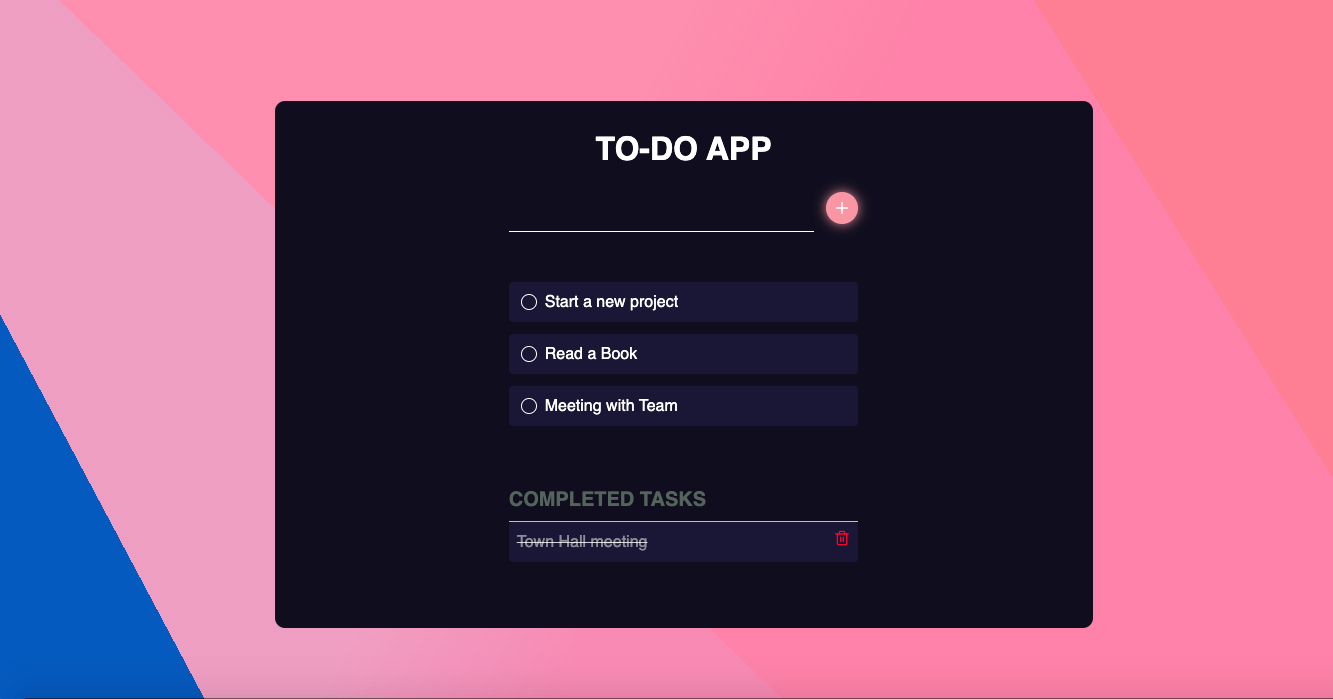 TO-DO APP
Start a new project
Read a Book
Meeting with Team
COMPLETED TASKS
Town Hall meeting